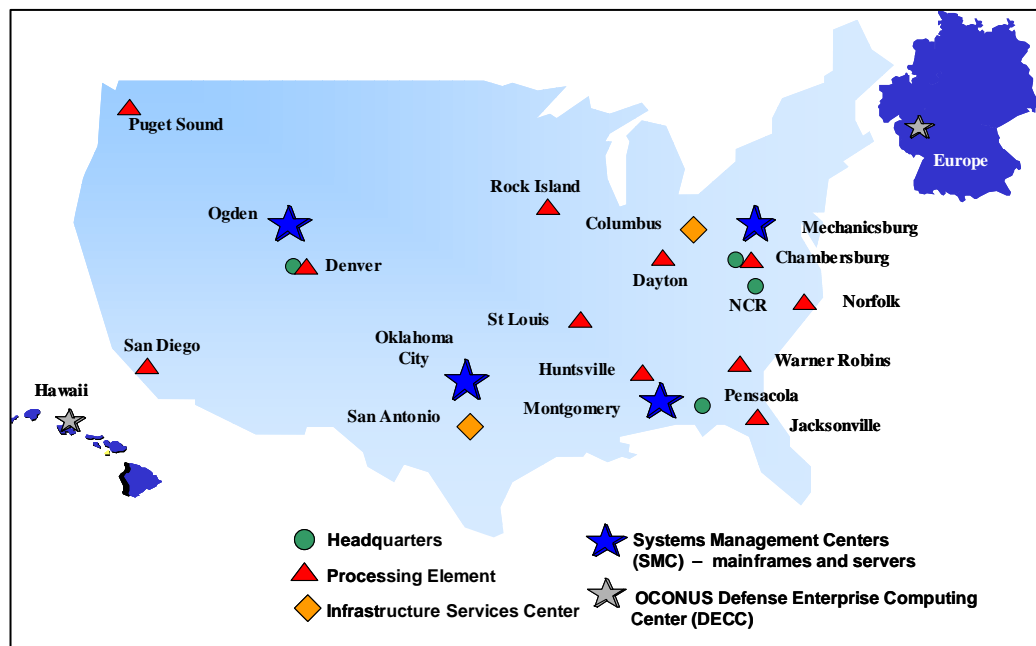 Puget Sound
Europe
Rock Island
Ogden
Columbus
Mechanicsburg
Denver
Chambersburg
Dayton
NCR
Norfolk
St Louis
Oklahoma
City
San Diego
Warner Robins
Huntsville
Hawaii
Pensacola
San Antonio
Montgomery
Jacksonville
Headquarters
Processing Element
Infrastructure Services Center
Systems Management Centers
(SMC) – mainframes and servers
OCONUS Defense Enterprise Computing
Center (DECC)